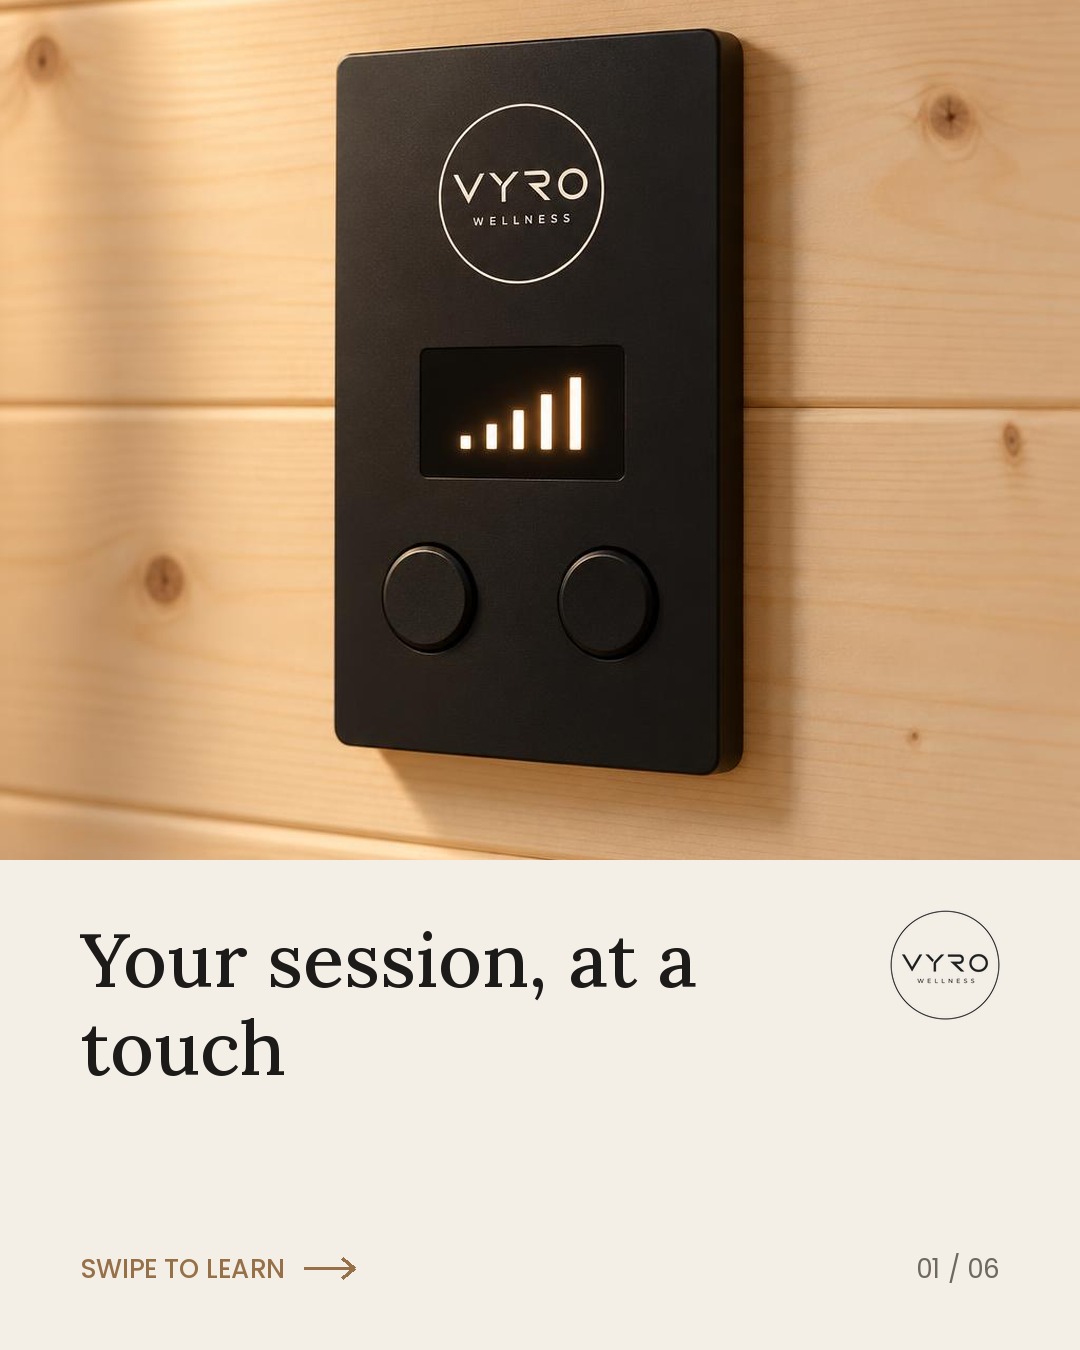 VYRO
WELLNESS
Your session, at a
touch
VYRO
WELLNESS
SWIPE TO LEARN
01 / 06